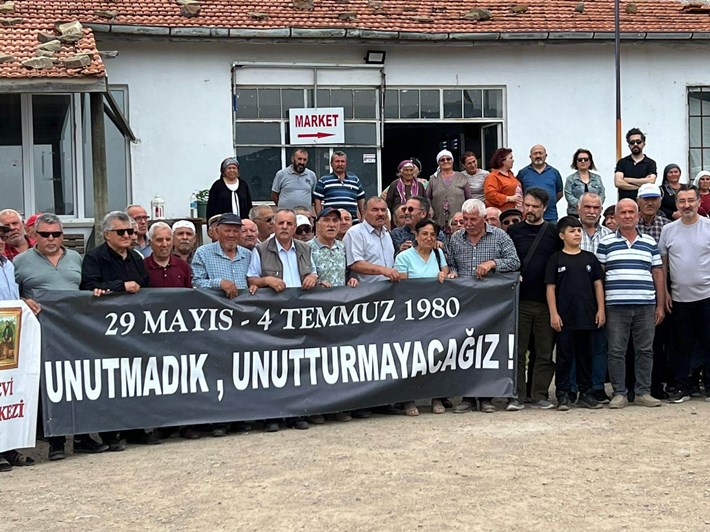 MARKET
29 MAYIS - 4 TEMMUZ 1980
UNUTMADIK , UNUTTURMAYACAĞIZ !